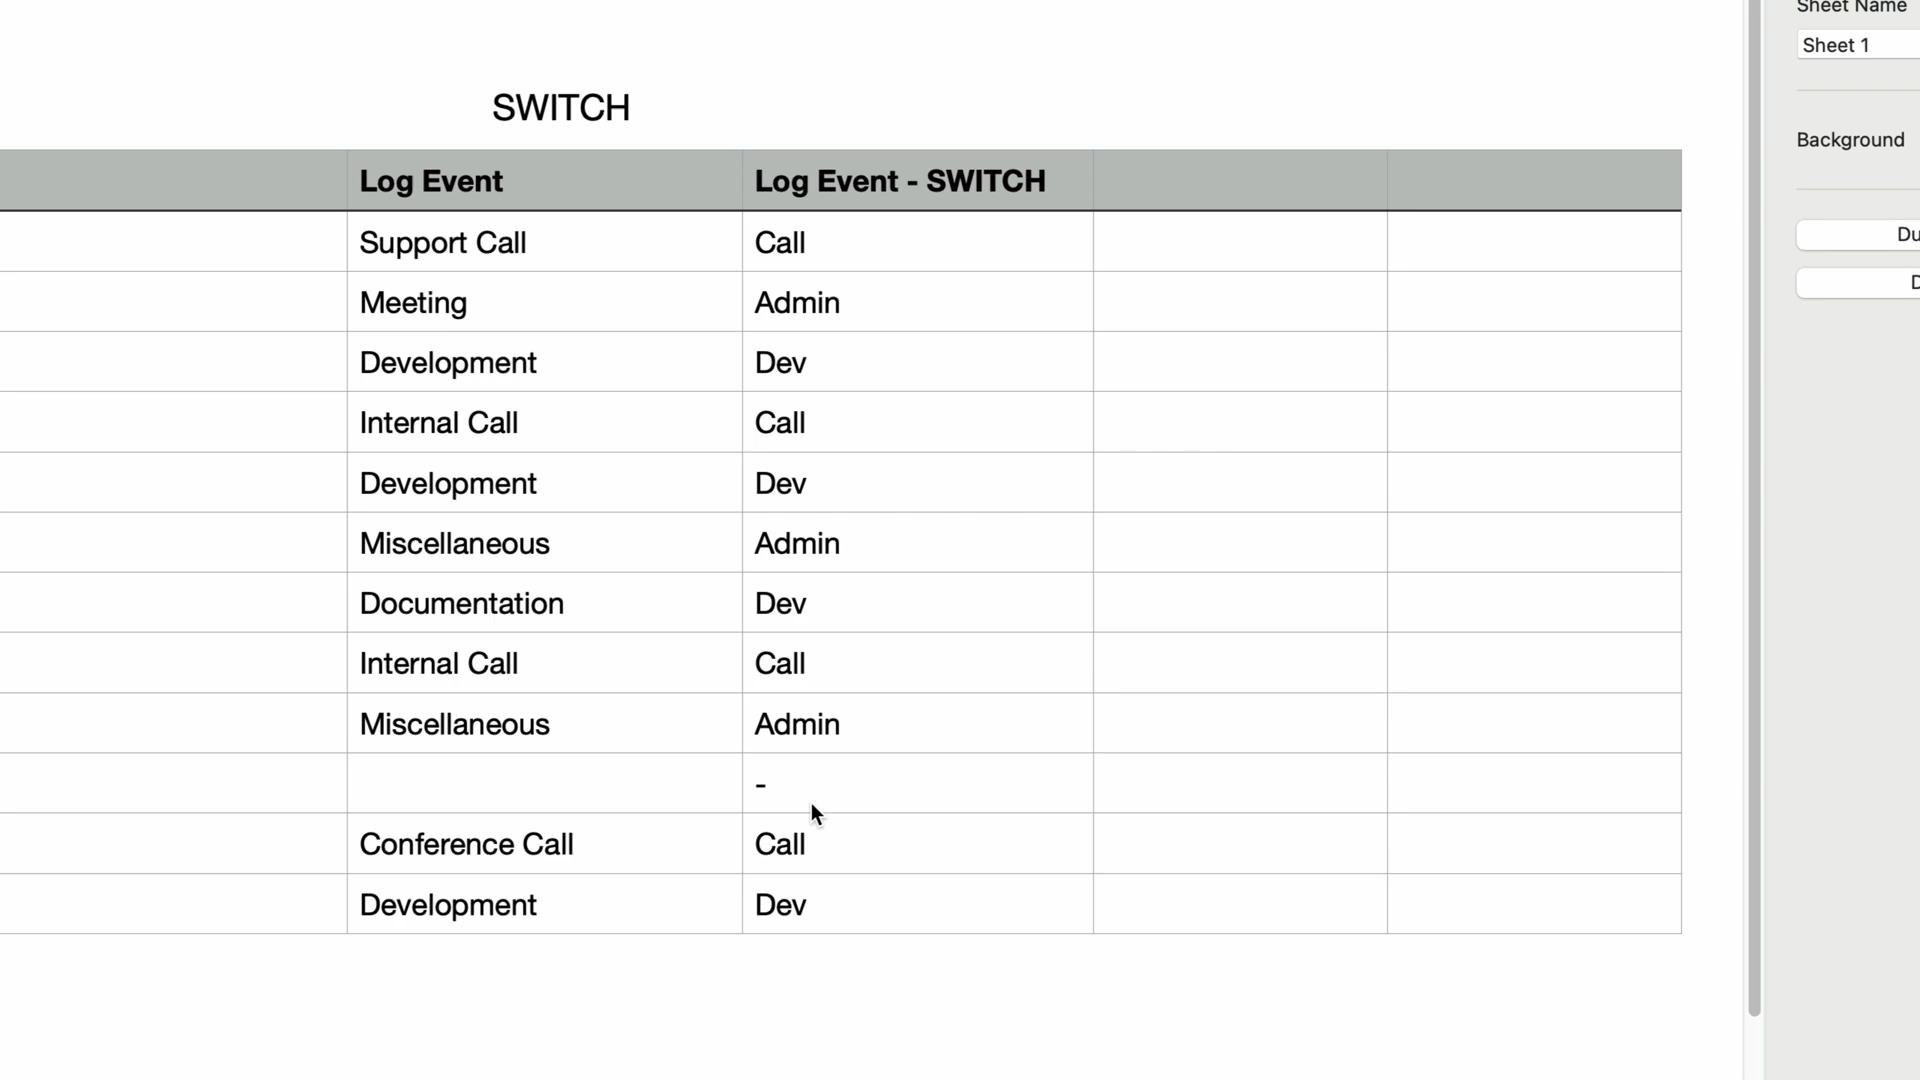 Sheet Name
Sheet 1
SWITCH
Background
Log Event Log Event - SWITCH
Support Call Call
Du
Meeting Admin
D
Development Dev
Internal Call Call
Development Dev
Miscellaneous Admin
Documentation Dev
Internal Call Call
Miscellaneous Admin
-
Conference Call Call
Development Dev